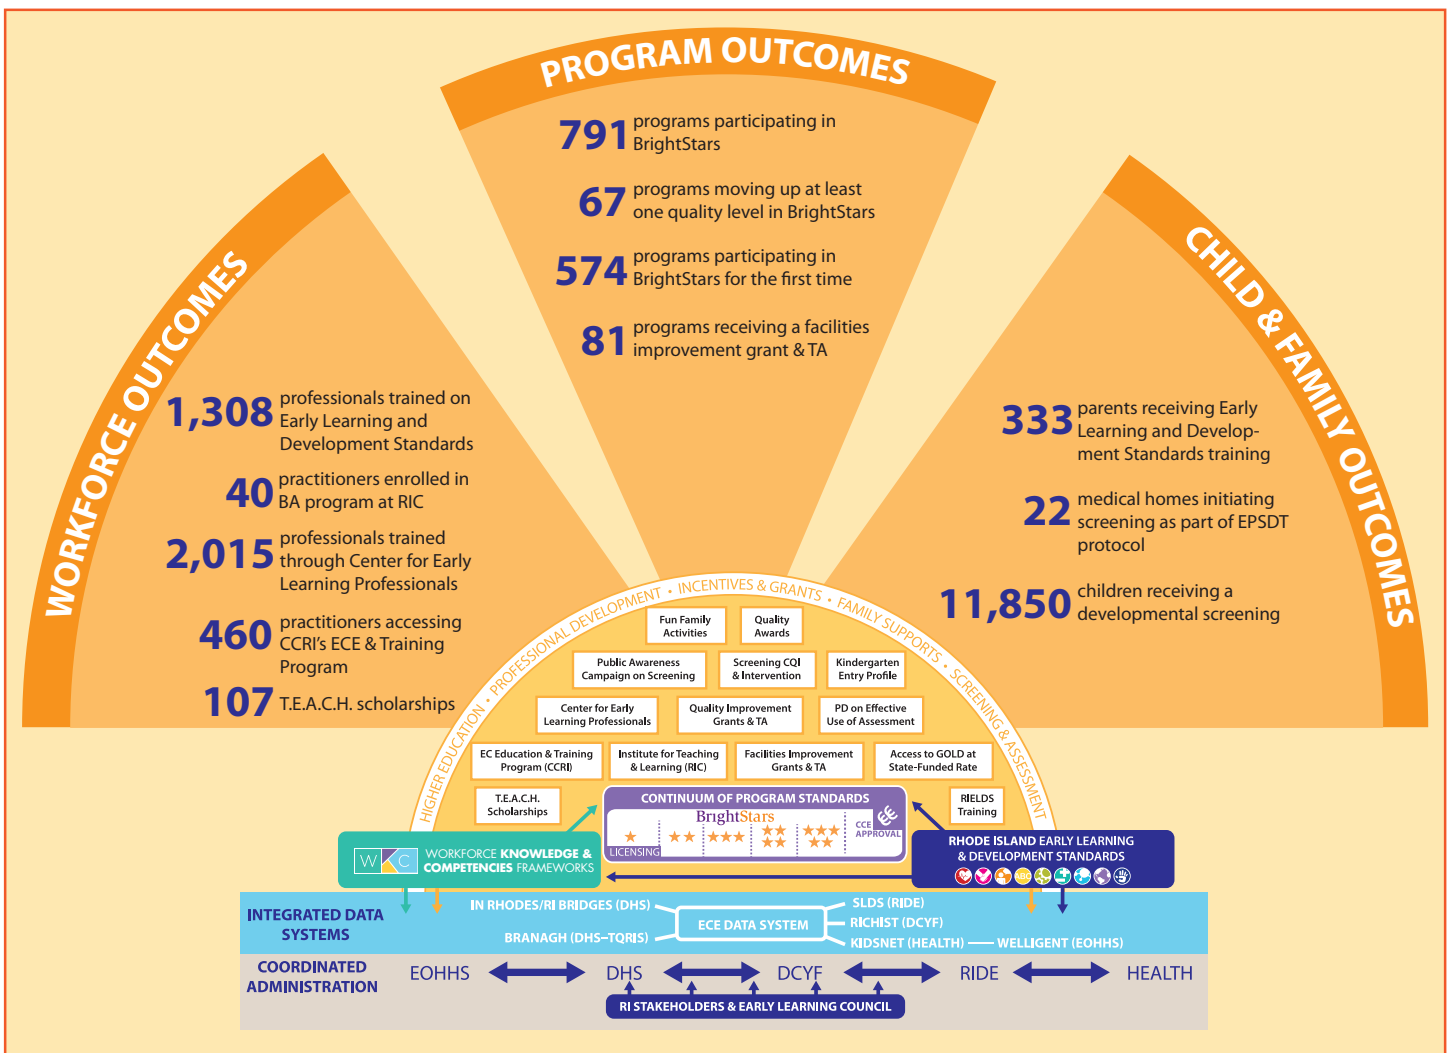 PROGRAM OUTCOMES
791 programs participating in
BrightStars
67 programs moving up at least
one quality level in BrightStars
574 programs participating in
BrightStars for the first time
81 programs receiving a facilities
improvement grant & TA
WORKFORCE OUTCOMES
1,308 professionals trained on
Early Learning and
Development Standards
40 practitioners enrolled in
BA program at RIC
2,015 professionals trained
through Center for Early
Learning Professionals
460 practitioners accessing
CCRI's ECE & Training
Program
107 T.E.A.C.H. scholarships
CHILD & FAMILY OUTCOMES
333 parents receiving Early
Learning and Develop-
ment Standards training
22 medical homes initiating
screening as part of EPSDT
protocol
11,850 children receiving a
developmental screening
HIGHER EDUCATION • PROFESSIONAL DEVELOPMENT • INCENTIVES & GRANTS • FAMILY SUPPORTS • SCREENING & ASSESSMENT
Fun Family
Activities
Quality
Awards
Public Awareness
Campaign on Screening
Screening CQI
& Intervention
Kindergarten
Entry Profile
Center for Early
Learning Professionals
Quality Improvement
Grants & TA
PD on Effective
Use of Assessment
EC Education & Training
Program (CCRI)
Institute for Teaching
& Learning (RIC)
Facilities Improvement
Grants & TA
Access to GOLD at
State-Funded Rate
T.E.A.C.H.
Scholarships
CONTINUUM OF PROGRAM STANDARDS
BrightStars
LICENSING
CCE
APPROVAL
RIELDS
Training
WKC
WORKFORCE KNOWLEDGE &
COMPETENCIES FRAMEWORKS
RHODE ISLAND EARLY LEARNING
& DEVELOPMENT STANDARDS
ABC
INTEGRATED DATA
SYSTEMS
IN RHODES/RI BRIDGES (DHS)
BRANAGH (DHS–TQRIS)
ECE DATA SYSTEM
SLDS (RIDE)
RICHIST (DCYF)
KIDSNET (HEALTH) WELLIGENT (EOHHS)
COORDINATED
ADMINISTRATION
EOHHS DHS DCYF RIDE HEALTH
RI STAKEHOLDERS & EARLY LEARNING COUNCIL